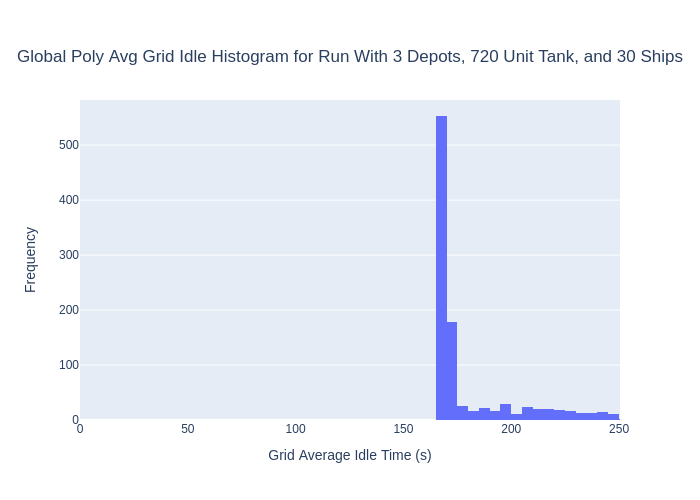 Global Poly Avg Grid Idle Histogram for Run With 3 Depots, 720 Unit Tank, and 30 Ships
500
400
300
200
100
0
Frequency
0 50 100 150 200 250
Grid Average Idle Time (s)